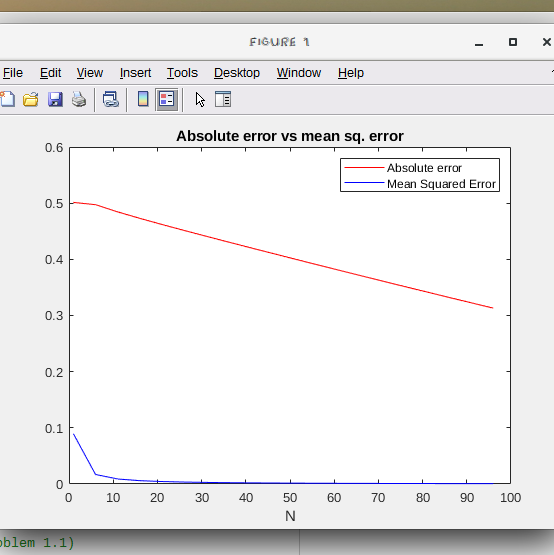 FIGURE 1
File Edit View Insert Tools Desktop Window Help
Absolute error vs mean sq. error
Absolute error
Mean Squared Error
0.6
0.5
0.4
0.3
0.2
0.1
0
0 10 20 30 40 50 60 70 80 90 100
N
oblem 1.1)